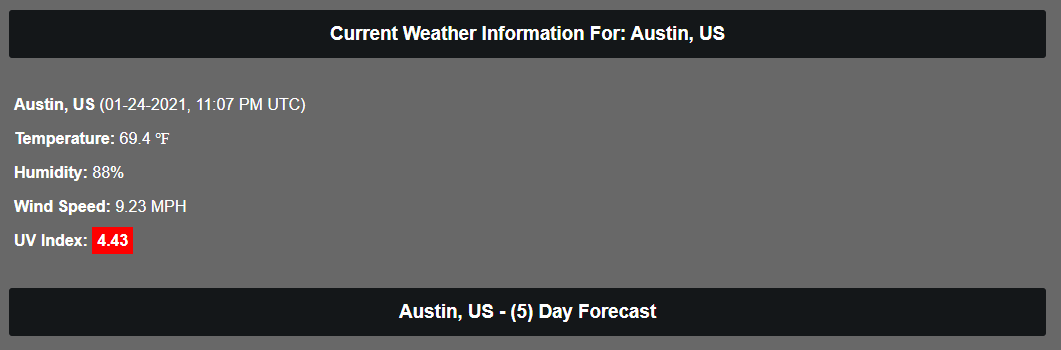 Current Weather Information For: Austin, US
Austin, US (01-24-2021, 11:07 PM UTC)
Temperature: 69.4 °F
Humidity: 88%
Wind Speed: 9.23 MPH
UV Index: 4.43
Austin, US - (5) Day Forecast